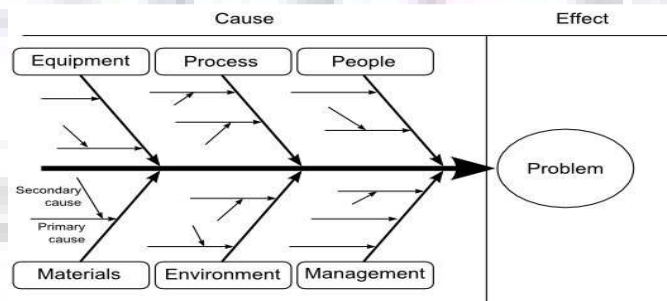 Cause Effect
Equipment Process People
Problem
Secondary
cause
Primary
cause
Materials Environment Management